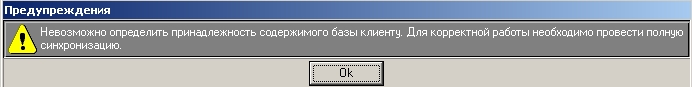 Предупреждения
Невозможно определить принадлежность содержимого базы клиенту. Для корректной работы необходимо провести полную
синхронизацию.
Ok